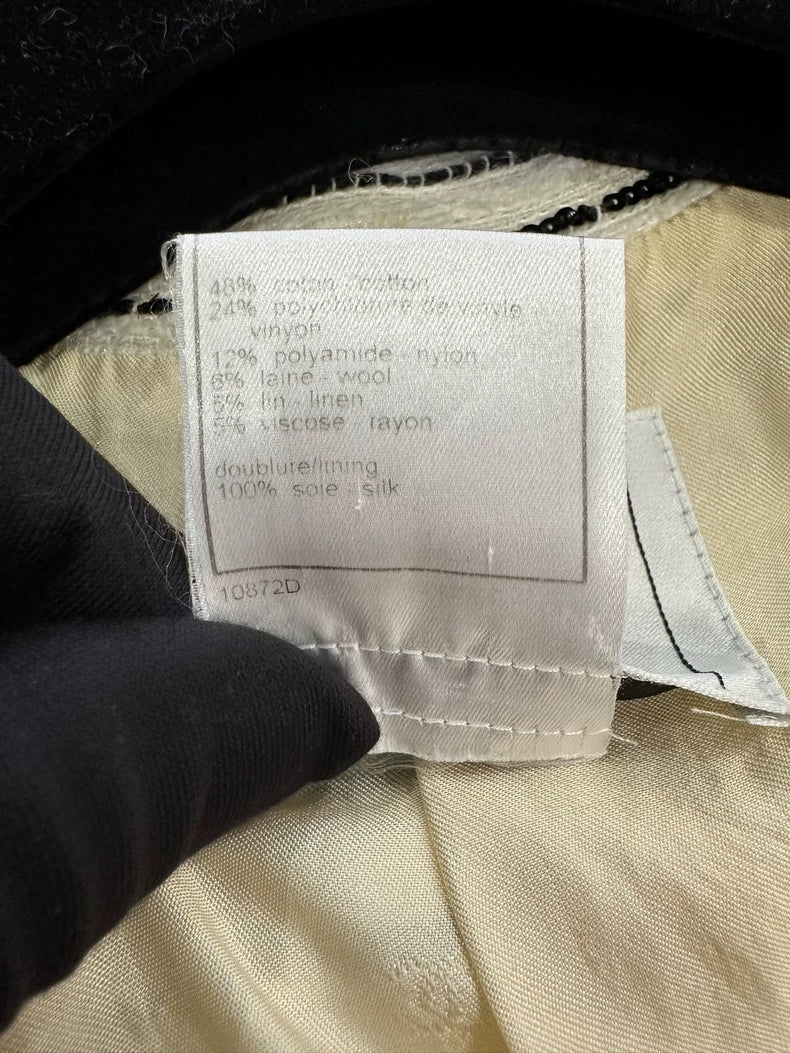 48% coton - cotton
24% polychlorure de vinyle -
vinyon
12% polyamide - nylon
6% laine - wool
5% lin - linen
5% viscose - rayon
doublure/lining
100% soie - silk
10872D